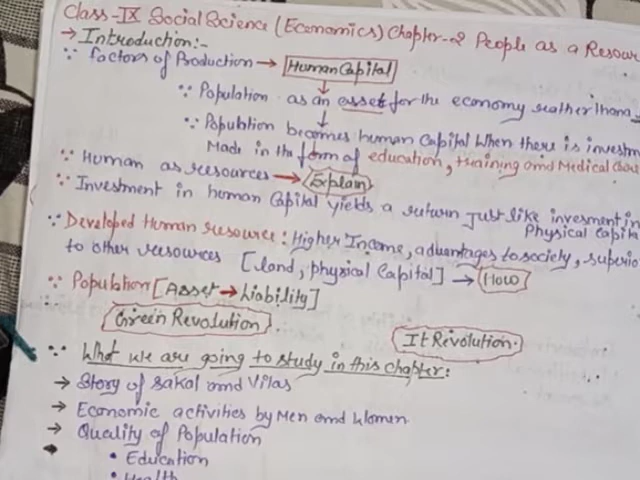 Class-IX Social Science (Economics) Chapter-2 People as a Resour
→ Introduction:-
∵ factors of Production → Human Capital
∵ Population as an asset for the economy reather than a
∵ Population becomes human Capital when there is investm
Made in the form of education, training and Medical Care
∵ Human as resources → Explain
∵ Investment in human Capital yields a return Just like invesment in
Physical Capital
∵ Developed Human resource: Higher Income, advantages to society, superio
to other resources [land, physical Capital] → How
∵ Population [Asset → Liability]
Green Revolution. It Revolution.
∵ What we are going to study in this chapter:
→ Story of Sakal and Vilas
→ Economic activities by Men and Women
→ Quality of Population
• Education
• Health